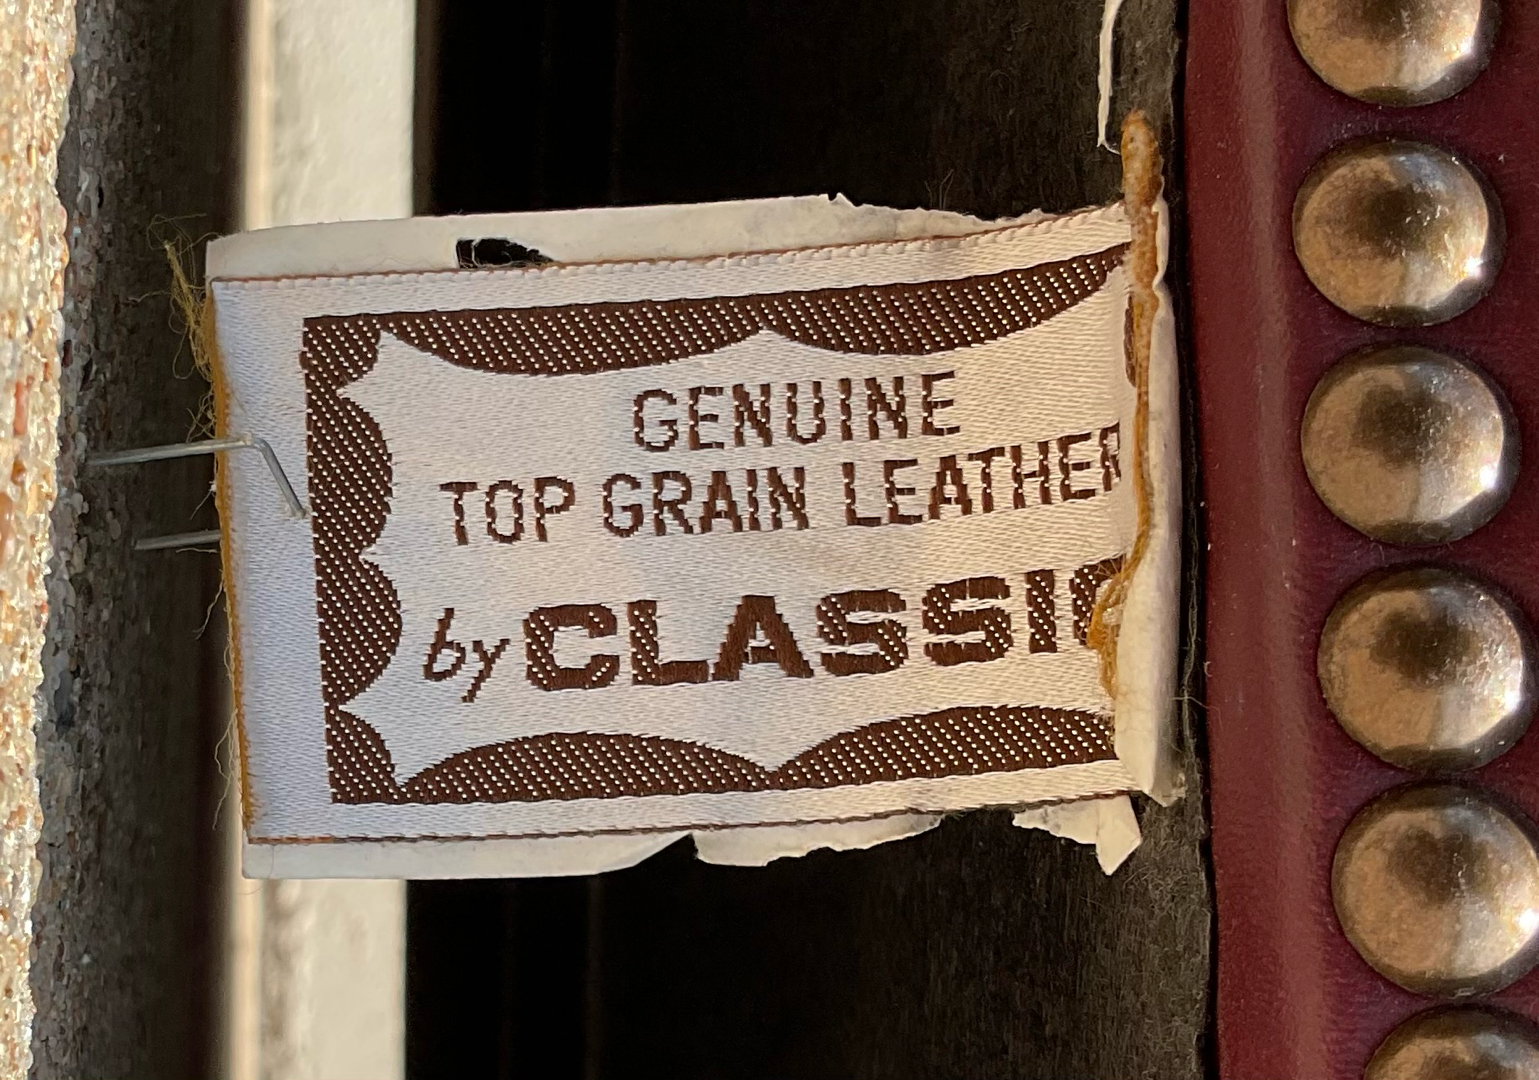 GENUINE
TOP GRAIN LEATHER
by CLASSIC